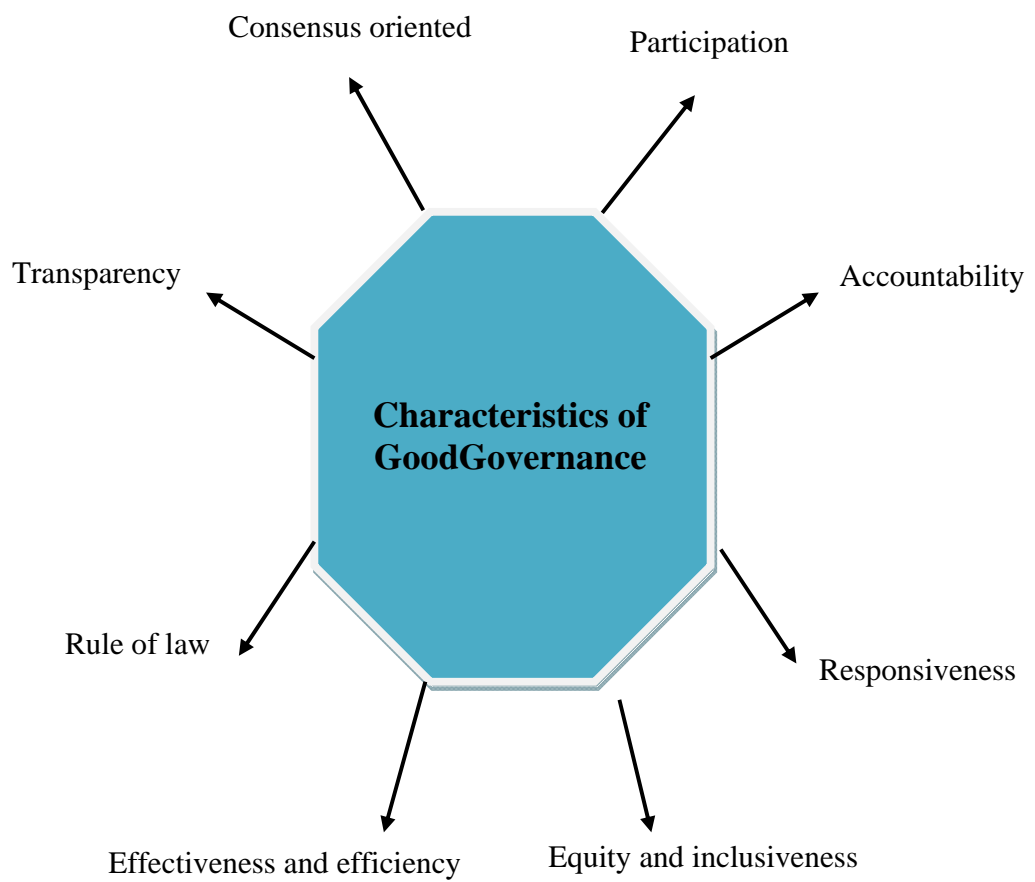 Consensus oriented
Participation
Transparency
Accountability
Characteristics of
GoodGovernance
Rule of law
Responsiveness
Effectiveness and efficiency
Equity and inclusiveness